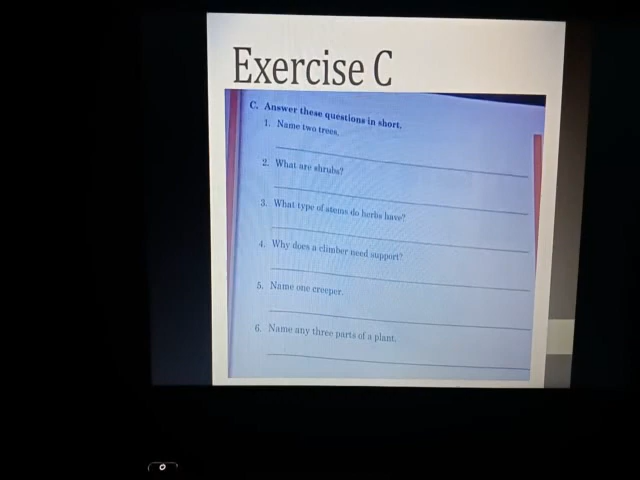 Exercise C
C. Answer these questions in short.
1. Name two trees.
2. What are shrubs?
3. What type of stems do herbs have?
4. Why does a climber need support?
5. Name one creeper.
6. Name any three parts of a plant.